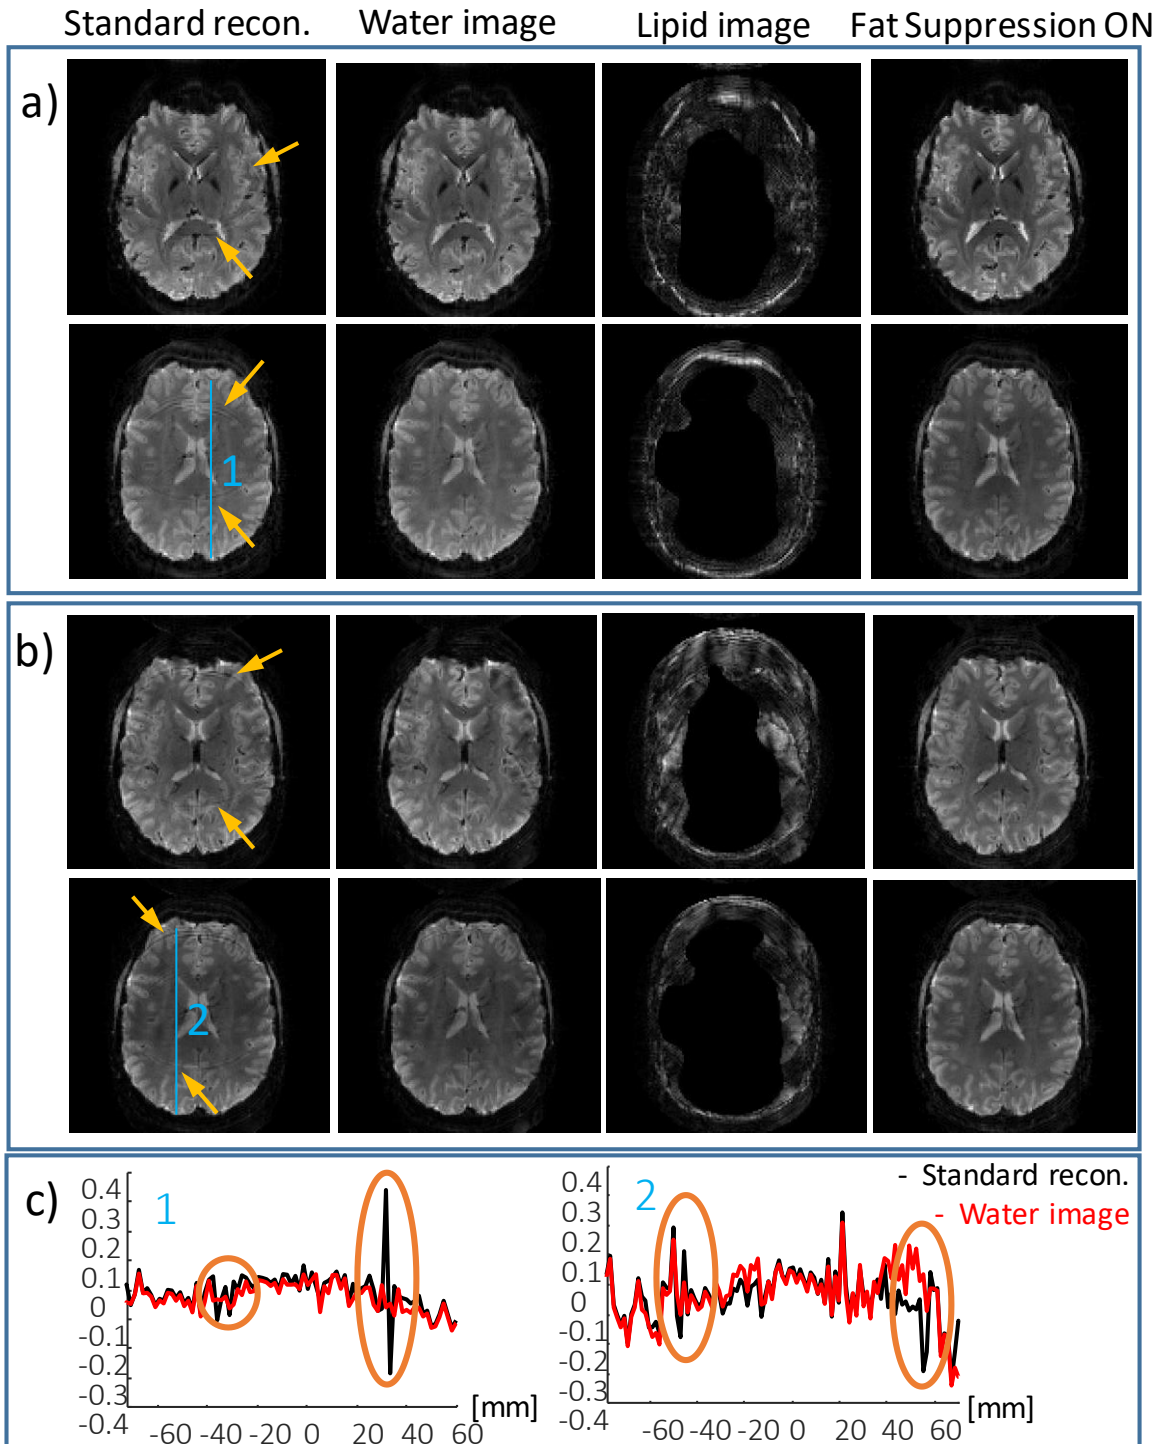 Standard recon. Water image Lipid image Fat Suppression ON
a)
1
b)
2
c)
1
0.4
0.3
0.2
0.1
0
-0.1
-0.2
-0.3
-0.4
-60 -40 -20 0 20 40 60
[mm]
2
- Standard recon.
- Water image
0.4
0.3
0.2
0.1
0
-0.1
-0.2
-0.3
-0.4
-60 -40 -20 0 20 40 60
[mm]